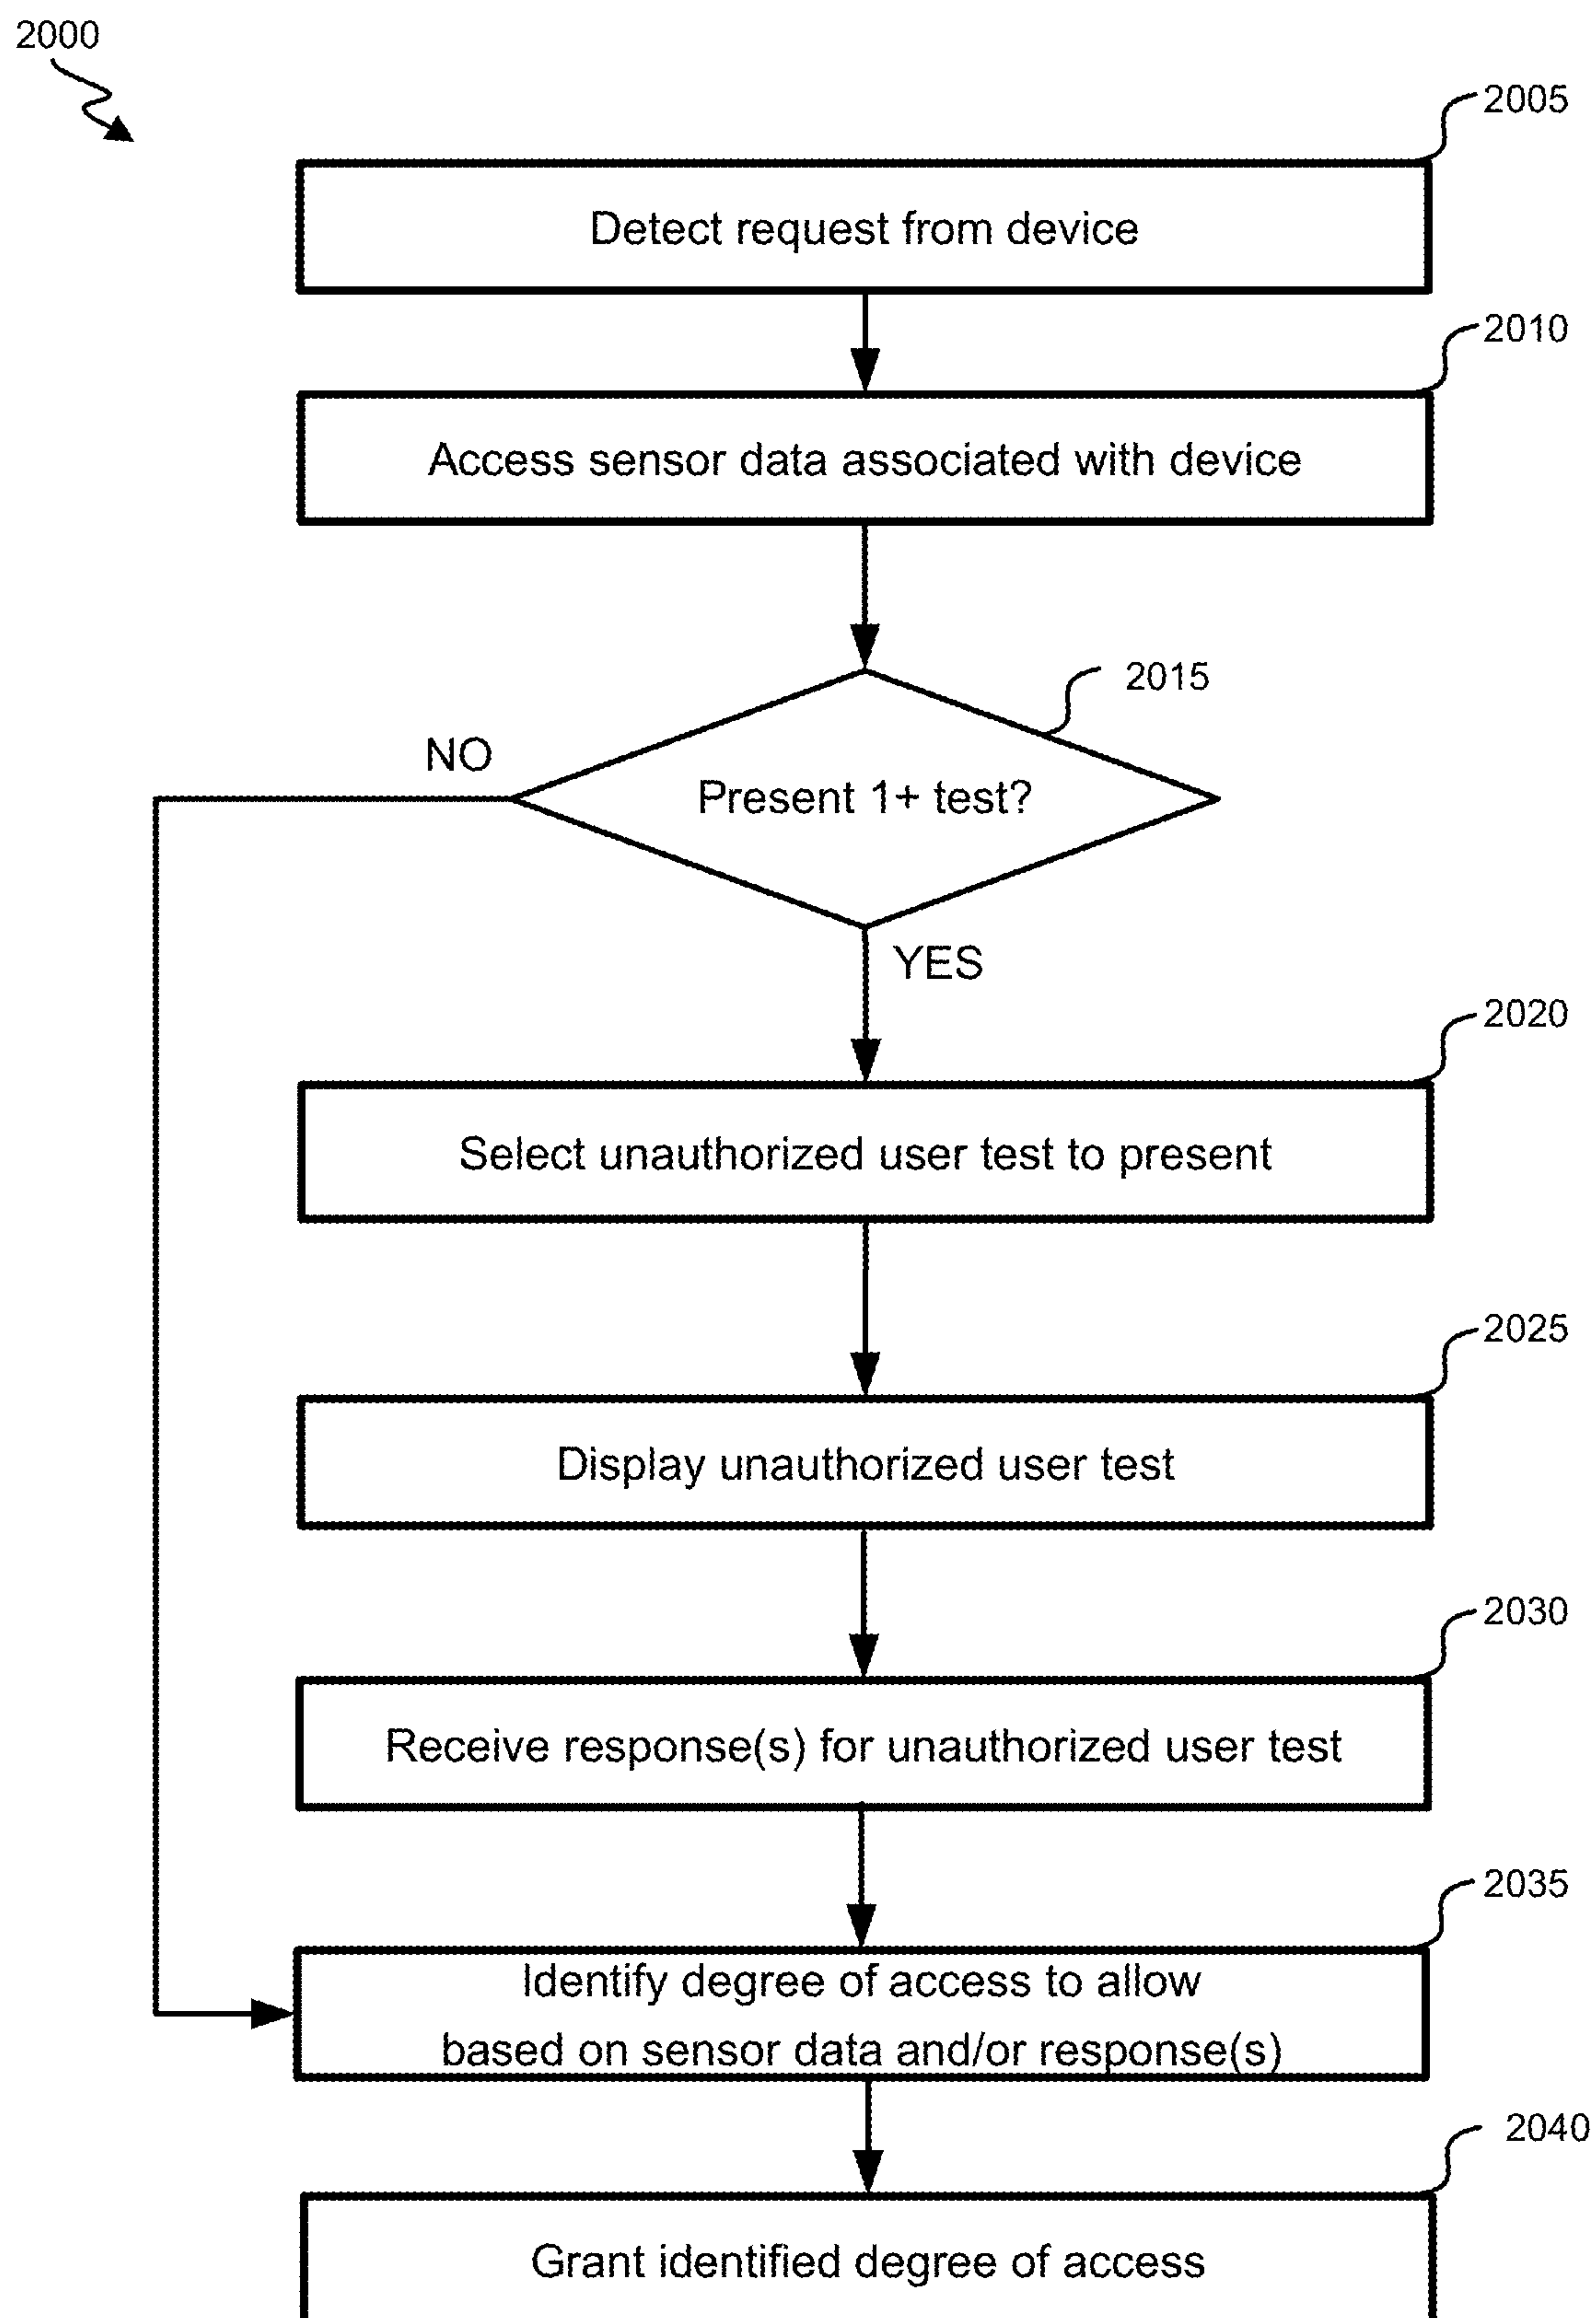 2000
2005
Detect request from device
2010
Access sensor data associated with device
2015
NO
Present 1+ test?
YES
2020
Select unauthorized user test to present
2025
Display unauthorized user test
2030
Receive response(s) for unauthorized user test
2035
Identify degree of access to allow
based on sensor data and/or response(s)
2040
Grant identified degree of access